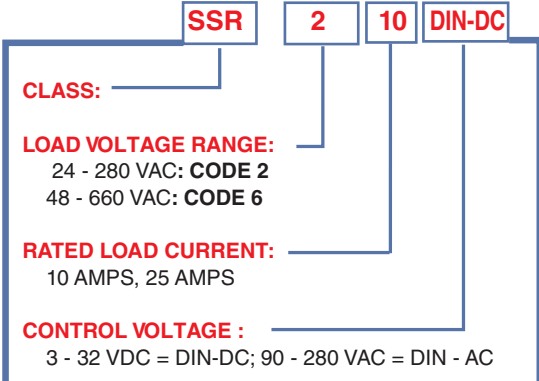 SSR 2 10 DIN-DC
CLASS:
LOAD VOLTAGE RANGE:
24 - 280 VAC: CODE 2
48 - 660 VAC: CODE 6
RATED LOAD CURRENT:
10 AMPS, 25 AMPS
CONTROL VOLTAGE :
3 - 32 VDC = DIN-DC; 90 - 280 VAC = DIN - AC